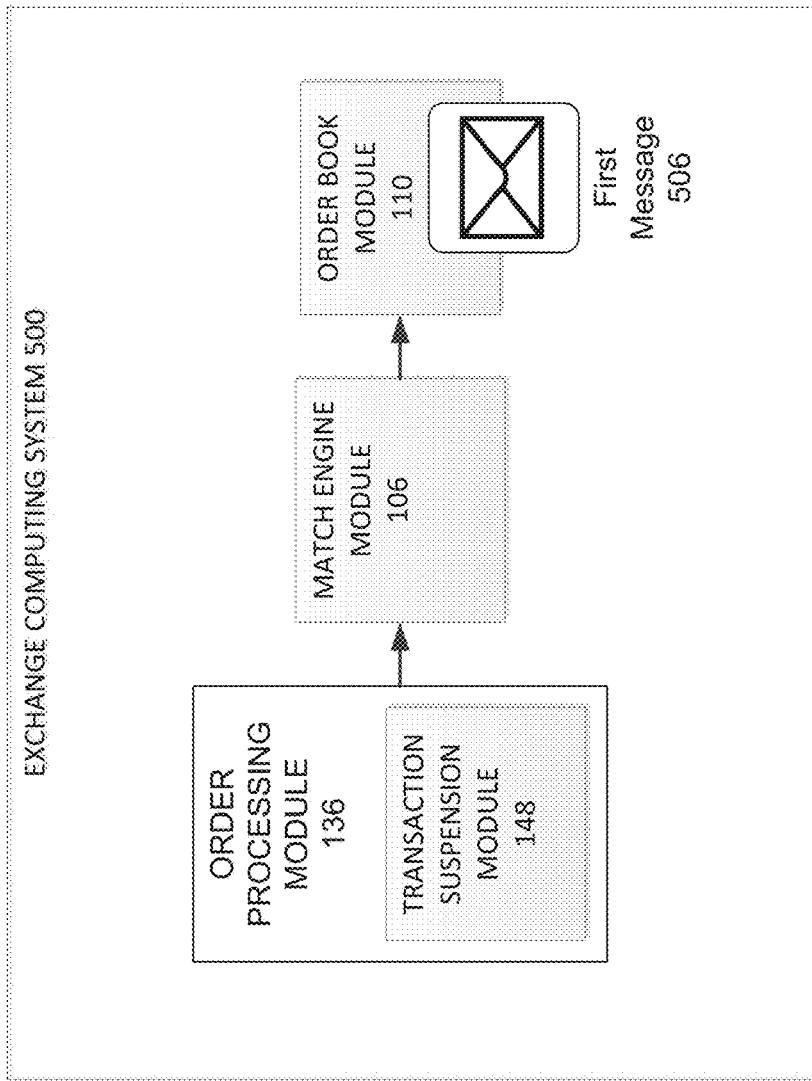 EXCHANGE COMPUTING SYSTEM 500
ORDER
PROCESSING
MODULE
136
TRANSACTION
SUSPENSION
MODULE
148
MATCH ENGINE
MODULE
106
ORDER BOOK
MODULE
110
First
Message
506